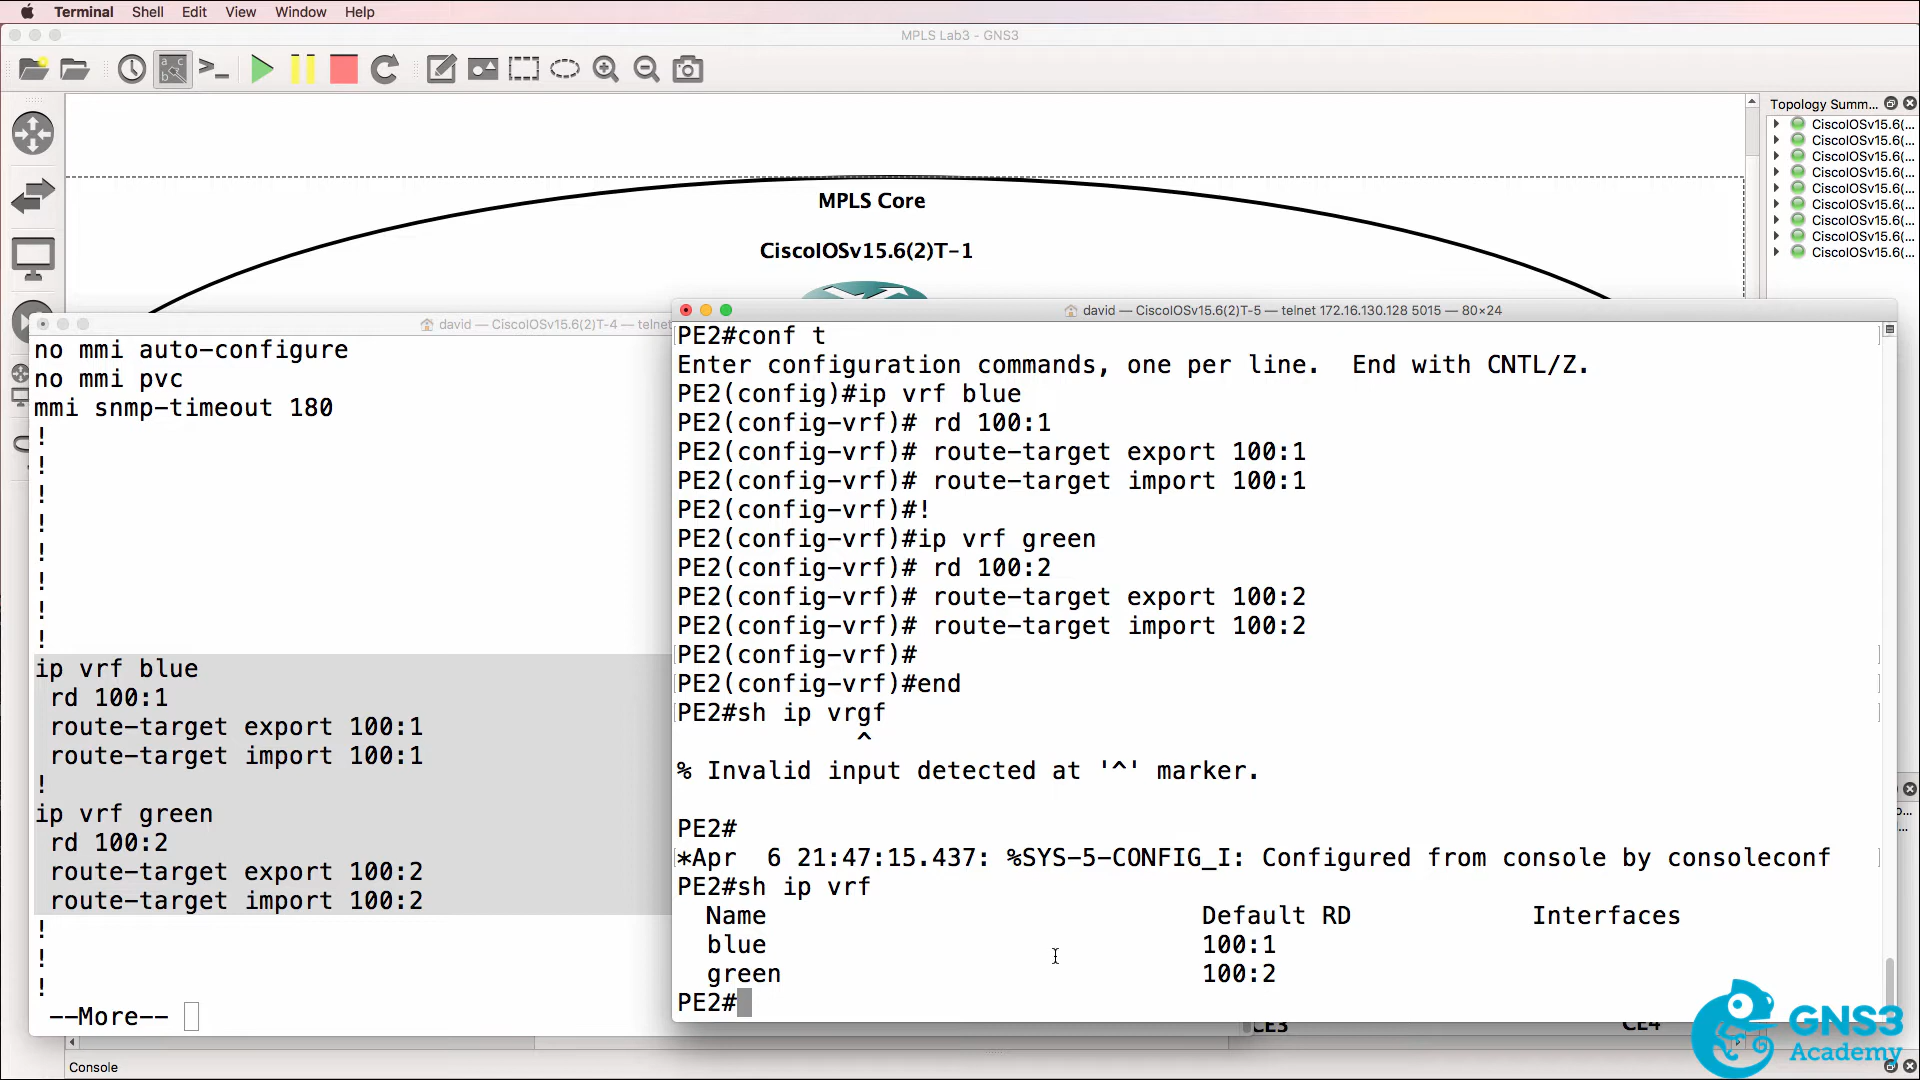 Terminal Shell Edit View Window Help
MPLS Lab3 - GNS3
Topology Summ...
CiscoIOSv15.6(...
CiscoIOSv15.6(...
CiscoIOSv15.6(...
CiscoIOSv15.6(...
CiscoIOSv15.6(...
CiscoIOSv15.6(...
CiscoIOSv15.6(...
CiscoIOSv15.6(...
CiscoIOSv15.6(...
MPLS Core
CiscoIOSv15.6(2)T-1
david — CiscoIOSv15.6(2)T-4 — telnet
no mmi auto-configure
no mmi pvc
mmi snmp-timeout 180
!
!
!
!
!
!
!
!
ip vrf blue
rd 100:1
route-target export 100:1
route-target import 100:1
!
ip vrf green
rd 100:2
route-target export 100:2
route-target import 100:2
!
!
!
--More--
david — CiscoIOSv15.6(2)T-5 — telnet 172.16.130.128 5015 — 80×24
PE2#conf t
Enter configuration commands, one per line.  End with CNTL/Z.
PE2(config)#ip vrf blue
PE2(config-vrf)# rd 100:1
PE2(config-vrf)# route-target export 100:1
PE2(config-vrf)# route-target import 100:1
PE2(config-vrf)#!
PE2(config-vrf)#ip vrf green
PE2(config-vrf)# rd 100:2
PE2(config-vrf)# route-target export 100:2
PE2(config-vrf)# route-target import 100:2
PE2(config-vrf)#
PE2(config-vrf)#end
PE2#sh ip vrgf
^
% Invalid input detected at '^' marker.
PE2#
*Apr  6 21:47:15.437: %SYS-5-CONFIG_I: Configured from console by consoleconf
PE2#sh ip vrf
Name Default RD Interfaces
blue 100:1
green 100:2
PE2#
CE3 CE4
Console
GNS3
Academy